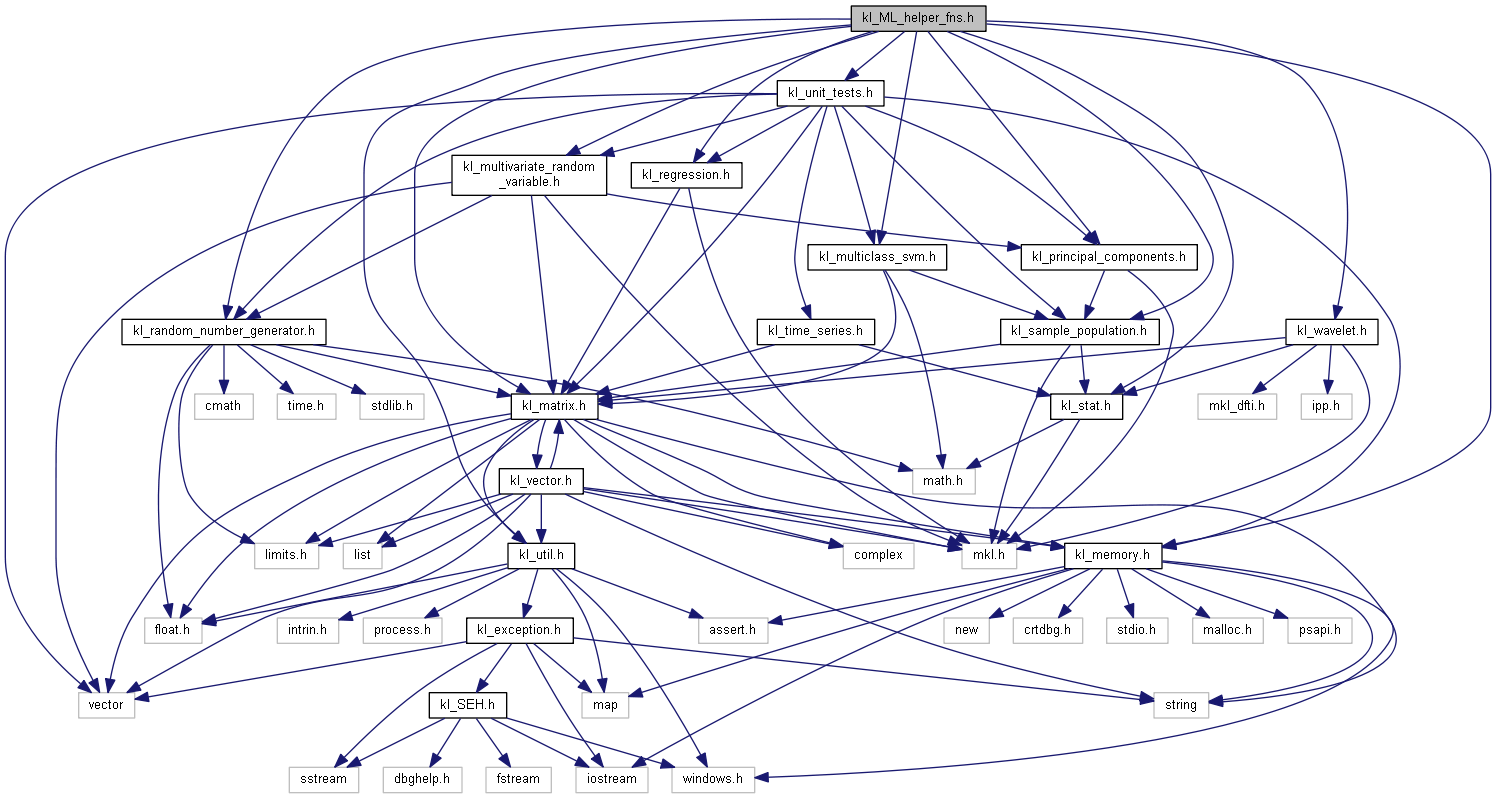 kl_ML_helper_fns.h
kl_unit_tests.h
kl_multivariate_random
_variable.h
kl_regression.h
kl_multiclass_svm.h
kl_principal_components.h
kl_random_number_generator.h
kl_time_series.h
kl_sample_population.h
kl_wavelet.h
cmath
time.h
stdlib.h
kl_matrix.h
kl_stat.h
mkl_dfti.h
ipp.h
kl_vector.h
math.h
limits.h
list
kl_util.h
complex
mkl.h
kl_memory.h
float.h
intrin.h
process.h
kl_exception.h
assert.h
new
crtdbg.h
stdio.h
malloc.h
psapi.h
vector
kl_SEH.h
map
string
sstream
dbghelp.h
fstream
iostream
windows.h